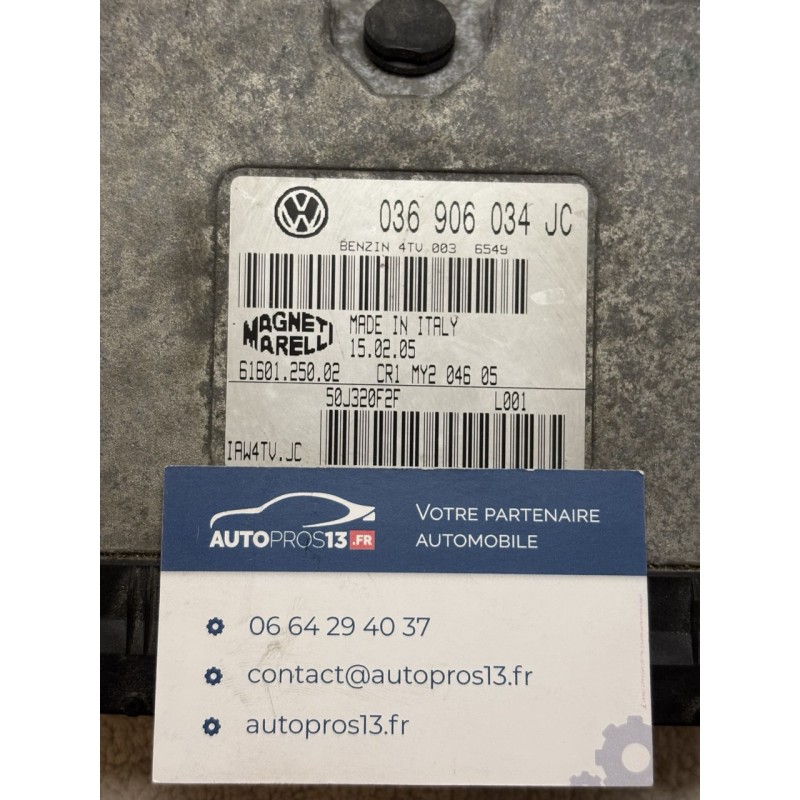 036 906 034 JC
BENZIN 4TV 003 6549
MAGNETI
MARELLI
MADE IN ITALY
15.02.05
61601.250.02 CR1 MY2 046 05
50J320F2F L001
IAW4TV.JC
AUTOPROS13.FR
VOTRE PARTENAIRE
AUTOMOBILE
06 64 29 40 37
contact@autopros13.fr
autopros13.fr